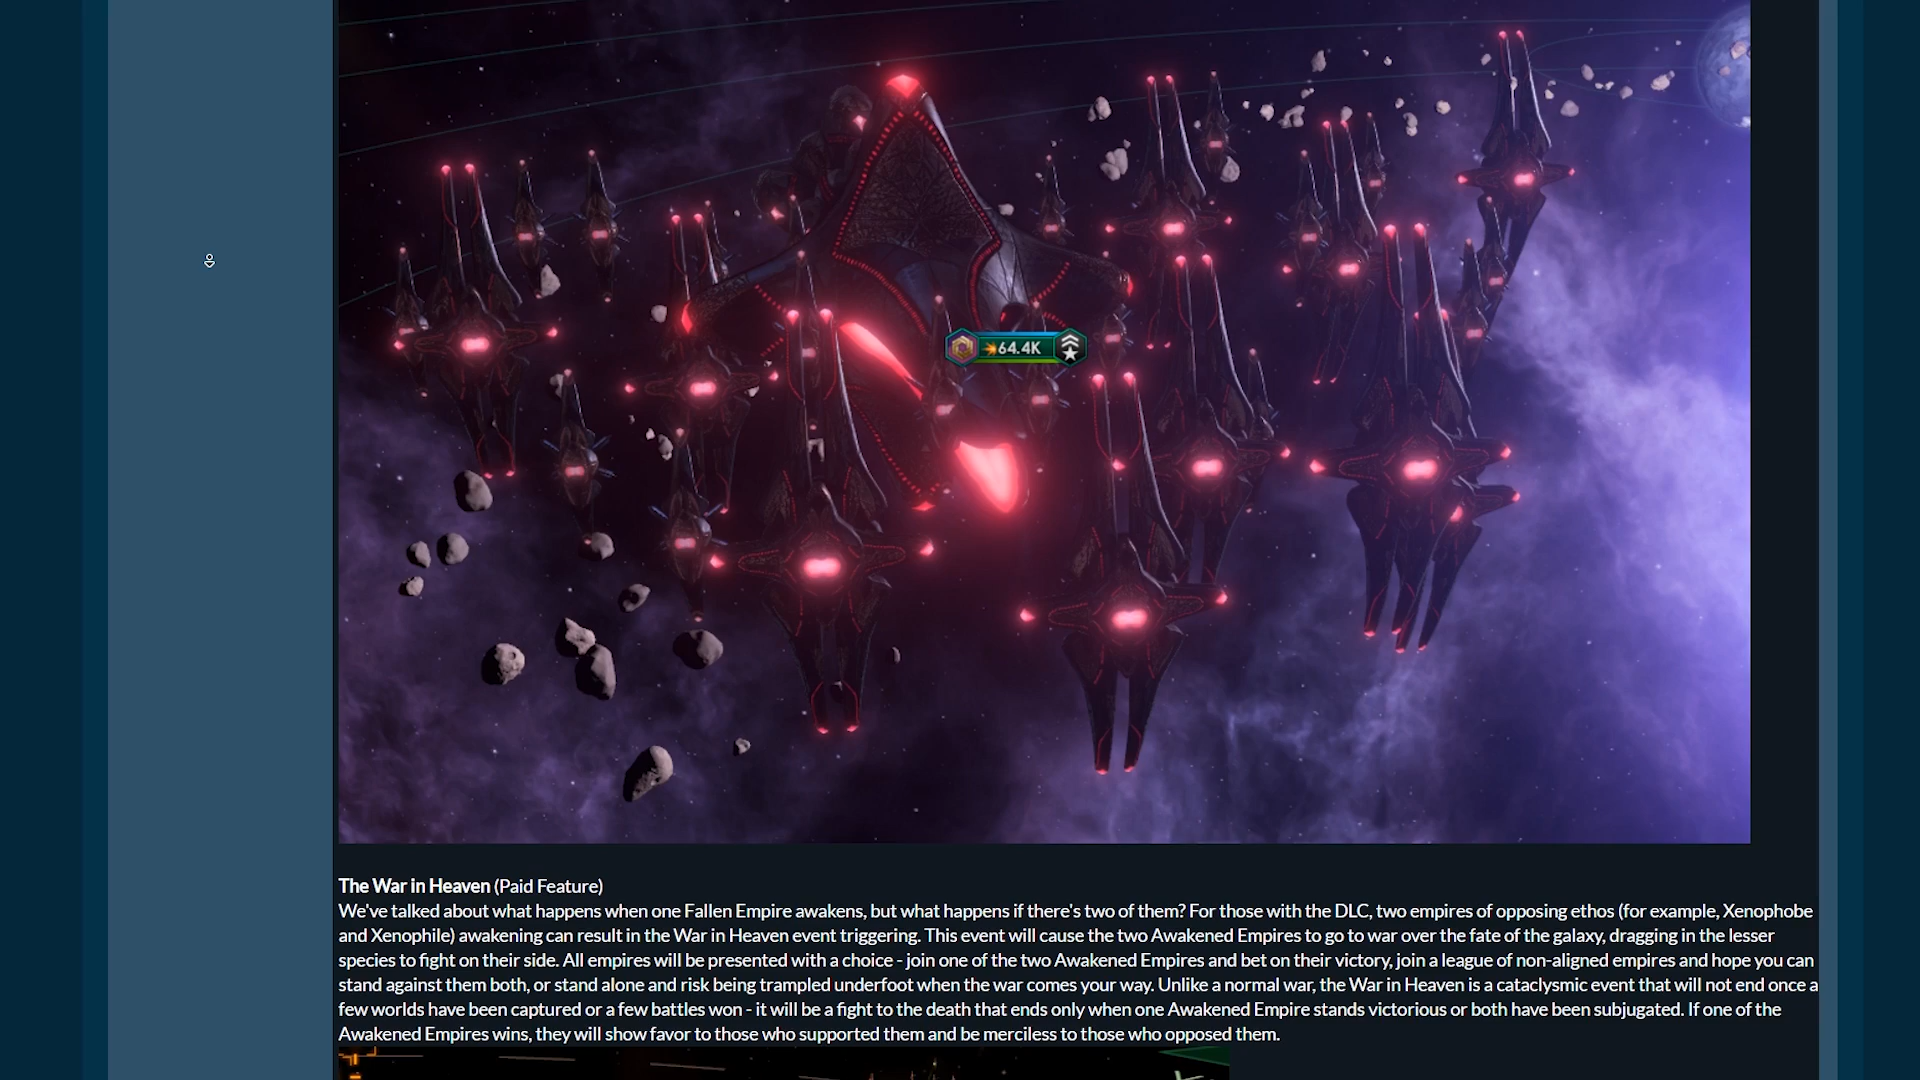 64.4K
The War in Heaven (Paid Feature)
We've talked about what happens when one Fallen Empire awakens, but what happens if there's two of them? For those with the DLC, two empires of opposing ethos (for example, Xenophobe
and Xenophile) awakening can result in the War in Heaven event triggering. This event will cause the two Awakened Empires to go to war over the fate of the galaxy, dragging in the lesser
species to fight on their side. All empires will be presented with a choice - join one of the two Awakened Empires and bet on their victory, join a league of non-aligned empires and hope you can
stand against them both, or stand alone and risk being trampled underfoot when the war comes your way. Unlike a normal war, the War in Heaven is a cataclysmic event that will not end once a
few worlds have been captured or a few battles won - it will be a fight to the death that ends only when one Awakened Empire stands victorious or both have been subjugated. If one of the
Awakened Empires wins, they will show favor to those who supported them and be merciless to those who opposed them.